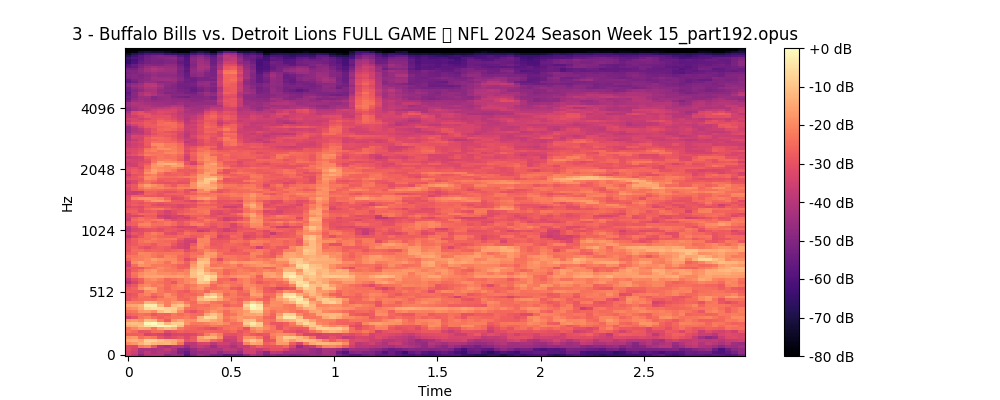 3 - Buffalo Bills vs. Detroit Lions FULL GAME  NFL 2024 Season Week 15_part192.opus
+0 dB
-10 dB
-20 dB
-30 dB
-40 dB
-50 dB
-60 dB
-70 dB
-80 dB
4096
2048
1024
512
0
Hz
0
0.5
1
1.5
2
2.5
Time